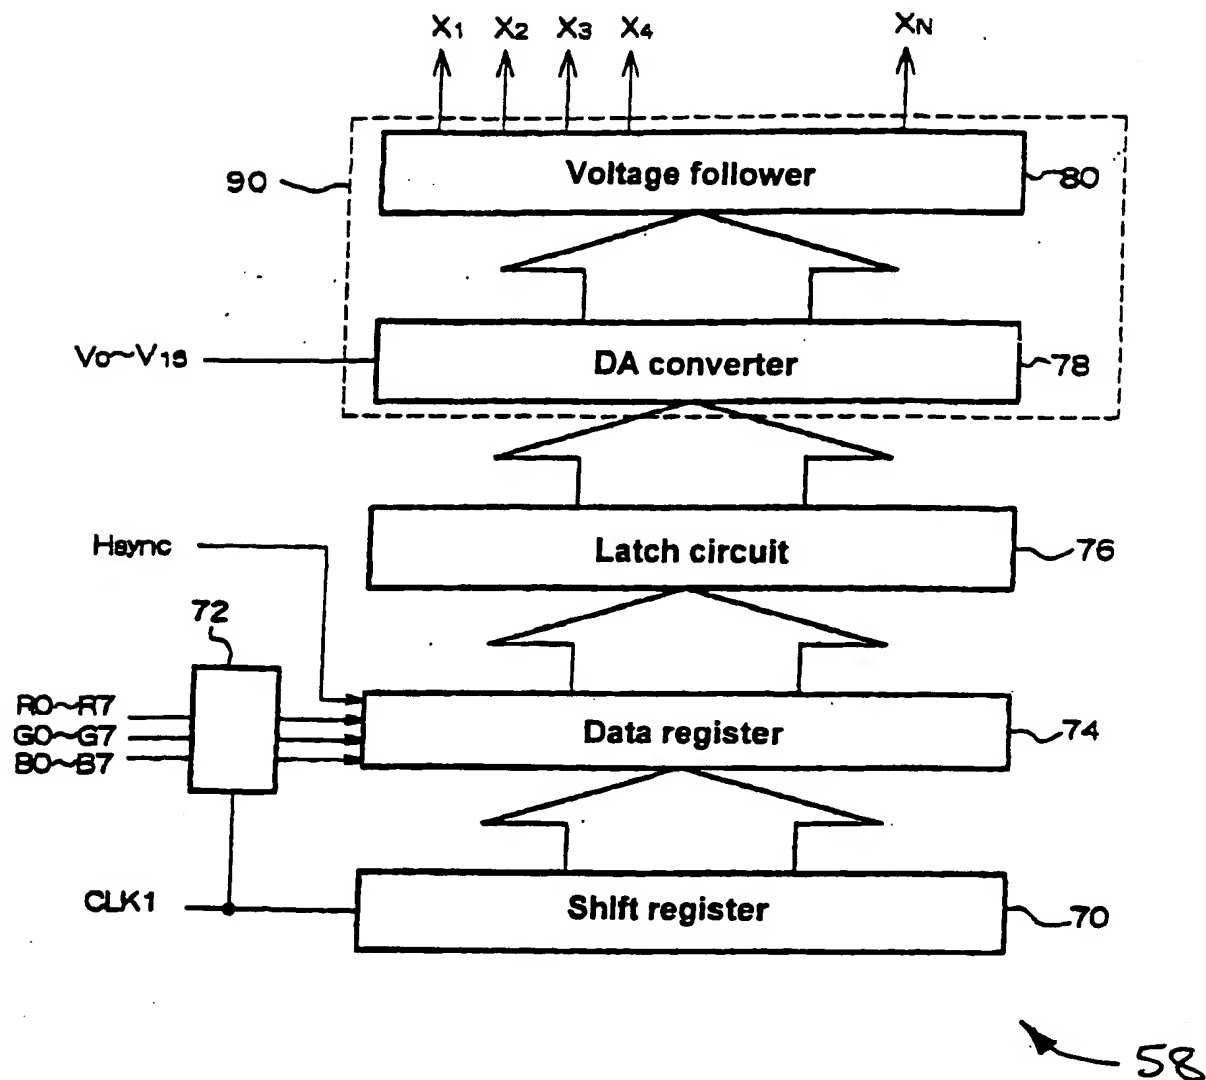 X1 X2 X3 X4 XN
90
Voltage follower
80
V0~V15
DA converter
78
Hsync
Latch circuit
76
72
R0~R7
G0~G7
B0~B7
Data register
74
CLK1
Shift register
70
58